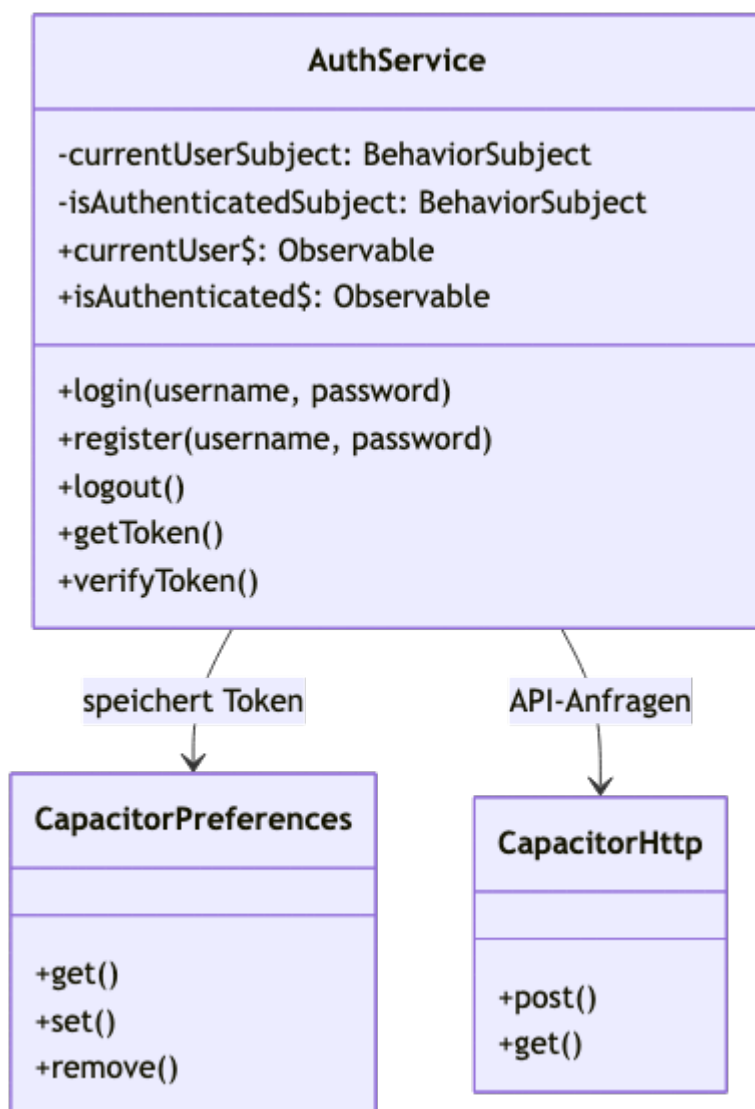 AuthService
-currentUserSubject: BehaviorSubject
-isAuthenticatedSubject: BehaviorSubject
+currentUser$: Observable
+isAuthenticated$: Observable
+login(username, password)
+register(username, password)
+logout()
+getToken()
+verifyToken()
speichert Token
API-Anfragen
CapacitorPreferences
+get()
+set()
+remove()
CapacitorHttp
+post()
+get()